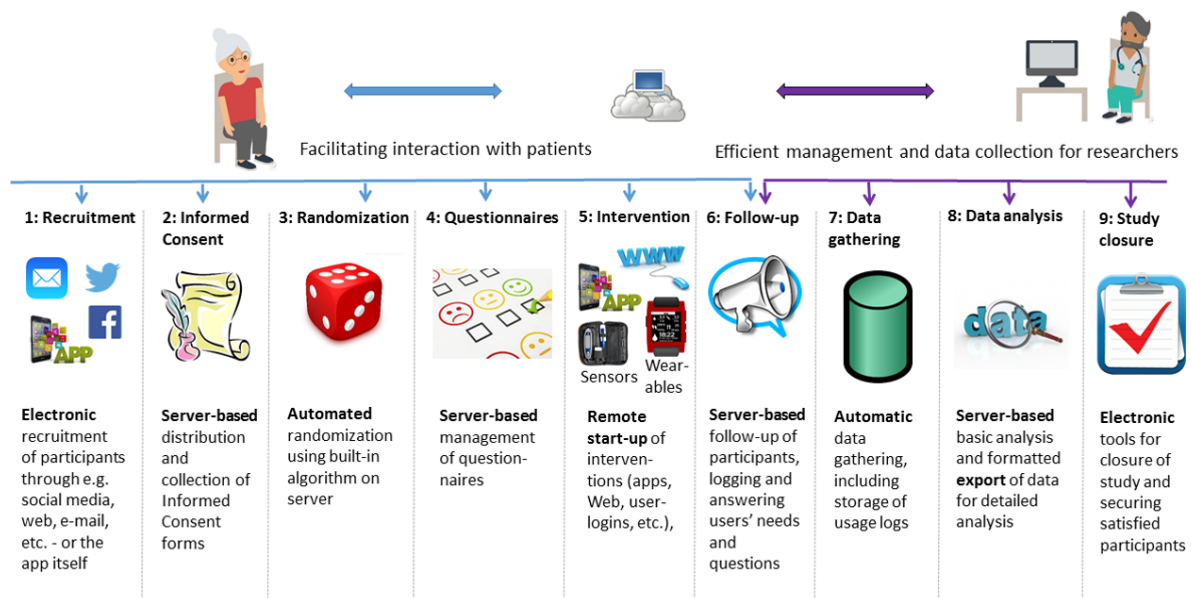 Facilitating interaction with patients
Efficient management and data collection for researchers
1: Recruitment
APP
Electronic
recruitment
of participants
through e.g.
social media,
web, e-mail,
etc. - or the
app itself
2: Informed
Consent
Server-based
distribution
and
collection of
Informed
Consent
forms
3: Randomization
Automated
randomization
using built-in
algorithm on
server
4: Questionnaires
Server-based
management
of question-
naires
5: Intervention
WWW
APP
Sensors
Wear-
ables
Remote
start-up of
interven-
tions (apps,
Web, user-
logins, etc.),
6: Follow-up
Server-based
follow-up of
participants,
logging and
answering
users’ needs
and
questions
7: Data
gathering
Automatic
data
gathering,
including
storage of
usage logs
8: Data analysis
data
Server-based
basic analysis
and formatted
export of data
for detailed
analysis
9: Study
closure
Electronic
tools for
closure of
study and
securing
satisfied
participants